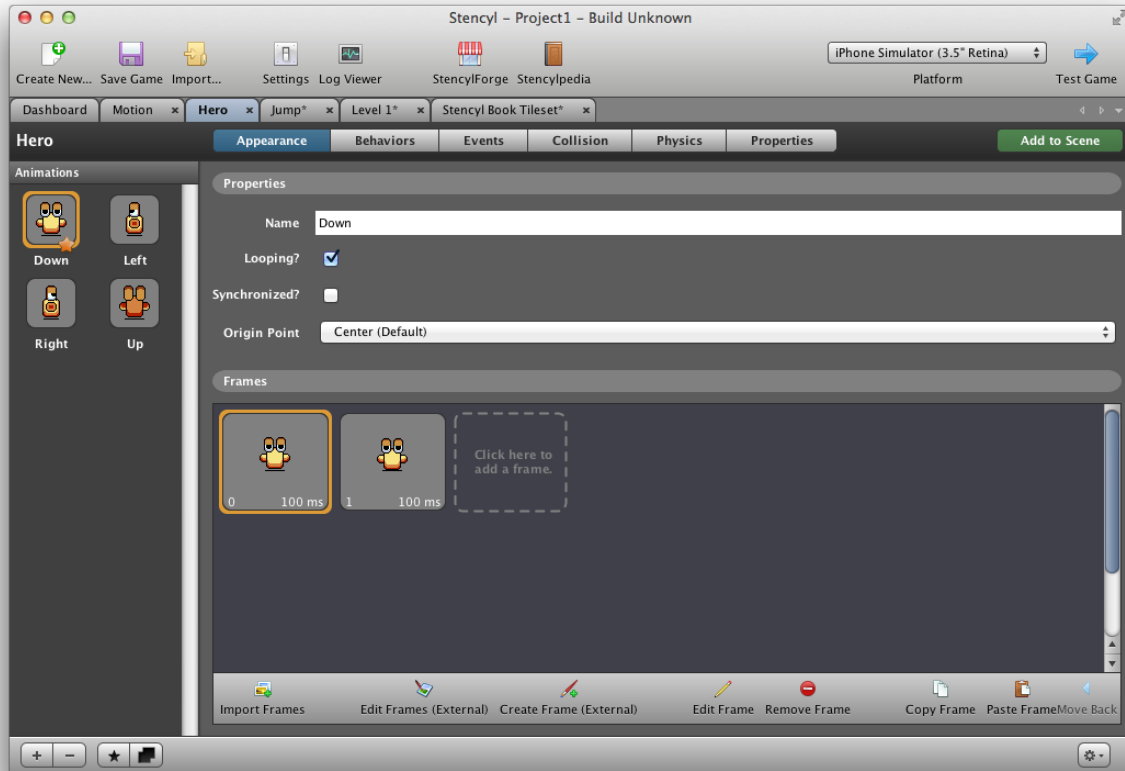 Stencyl – Project1 – Build Unknown
Create New... Save Game Import... Settings Log Viewer StencylForge Stencylpedia
iPhone Simulator (3.5" Retina)
Platform
Test Game
Dashboard Motion Hero Jump* Level 1* Stencyl Book Tileset*
Hero Appearance Behaviors Events Collision Physics Properties Add to Scene
Animations
Down Left
Right Up
Properties
Name Down
Looping?
Synchronized?
Origin Point Center (Default)
Frames
0 100 ms
1 100 ms
Click here to
add a frame.
Import Frames Edit Frames (External) Create Frame (External) Edit Frame Remove Frame Copy Frame Paste Frame Move Back